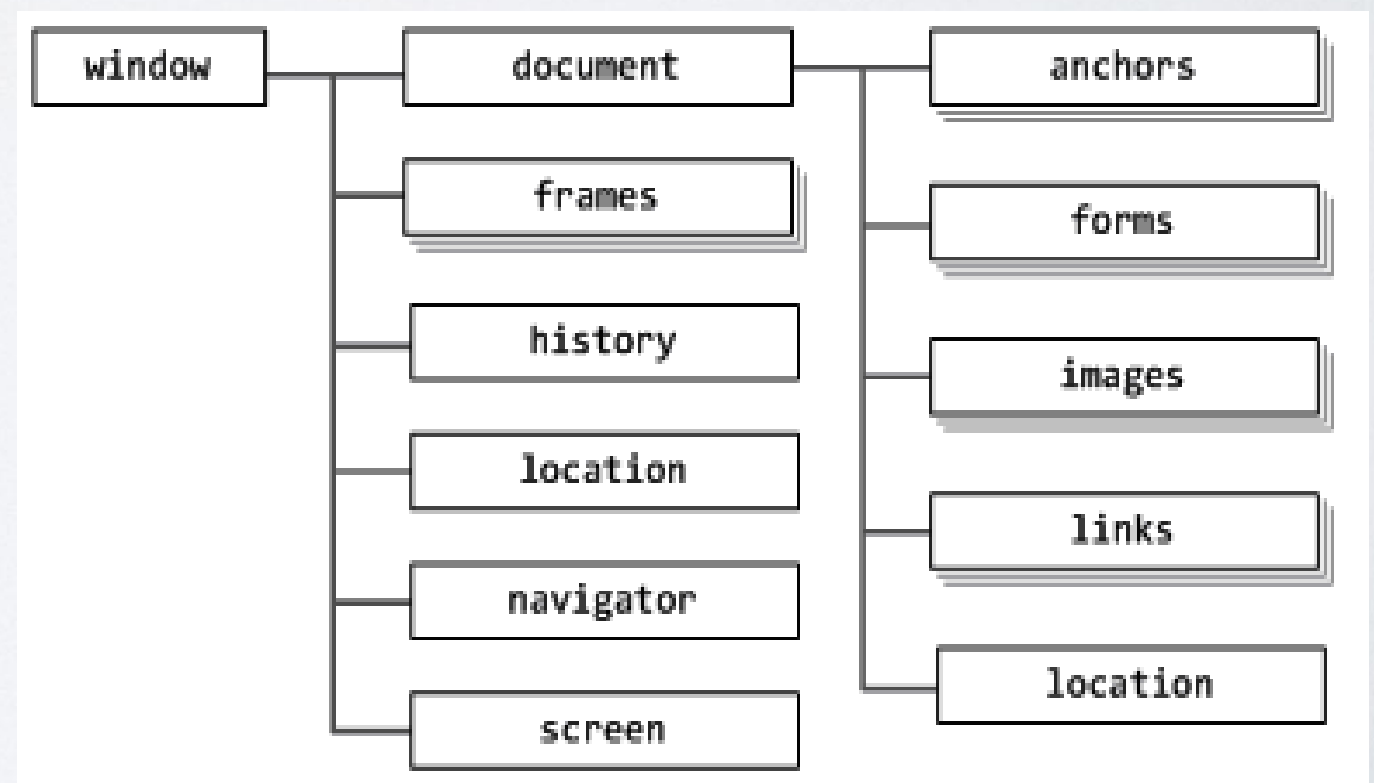 window
document
anchors
frames
forms
history
images
location
links
navigator
location
screen